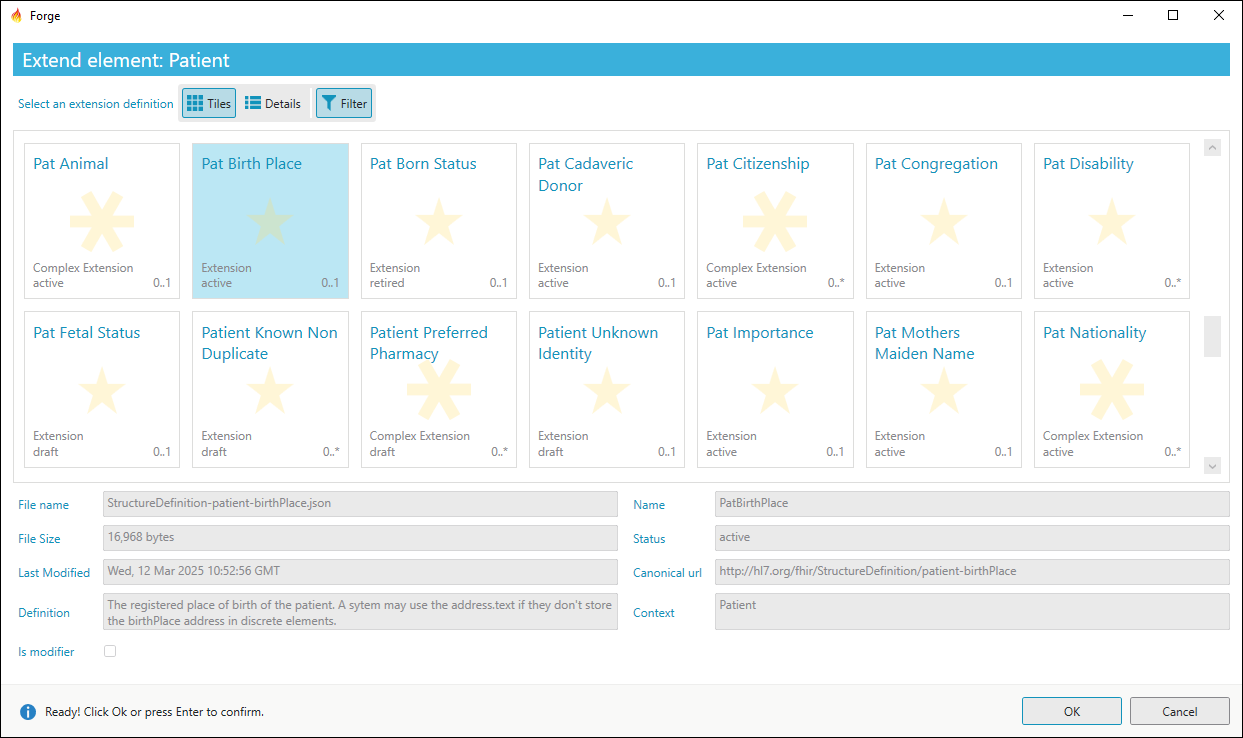 Forge
Extend element: Patient
Select an extension definition Tiles Details Filter
Pat Animal
Complex Extension
active 0..1
Pat Birth Place
Extension
active 0..1
Pat Born Status
Extension
retired 0..1
Pat Cadaveric
Donor
Extension
active 0..1
Pat Citizenship
Complex Extension
active 0..*
Pat Congregation
Extension
active 0..1
Pat Disability
Extension
active 0..*
Pat Fetal Status
Extension
draft 0..1
Patient Known Non
Duplicate
Extension
draft 0..*
Patient Preferred
Pharmacy
Complex Extension
draft 0..*
Patient Unknown
Identity
Extension
draft 0..1
Pat Importance
Extension
active 0..1
Pat Mothers
Maiden Name
Extension
active 0..1
Pat Nationality
Complex Extension
active 0..*
File name StructureDefinition-patient-birthPlace.json
Name PatBirthPlace
File Size 16,968 bytes
Status active
Last Modified Wed, 12 Mar 2025 10:52:56 GMT
Canonical url http://hl7.org/fhir/StructureDefinition/patient-birthPlace
Definition The registered place of birth of the patient. A sytem may use the address.text if they don't store
the birthPlace address in discrete elements.
Context Patient
Is modifier
Ready! Click Ok or press Enter to confirm.
OK
Cancel